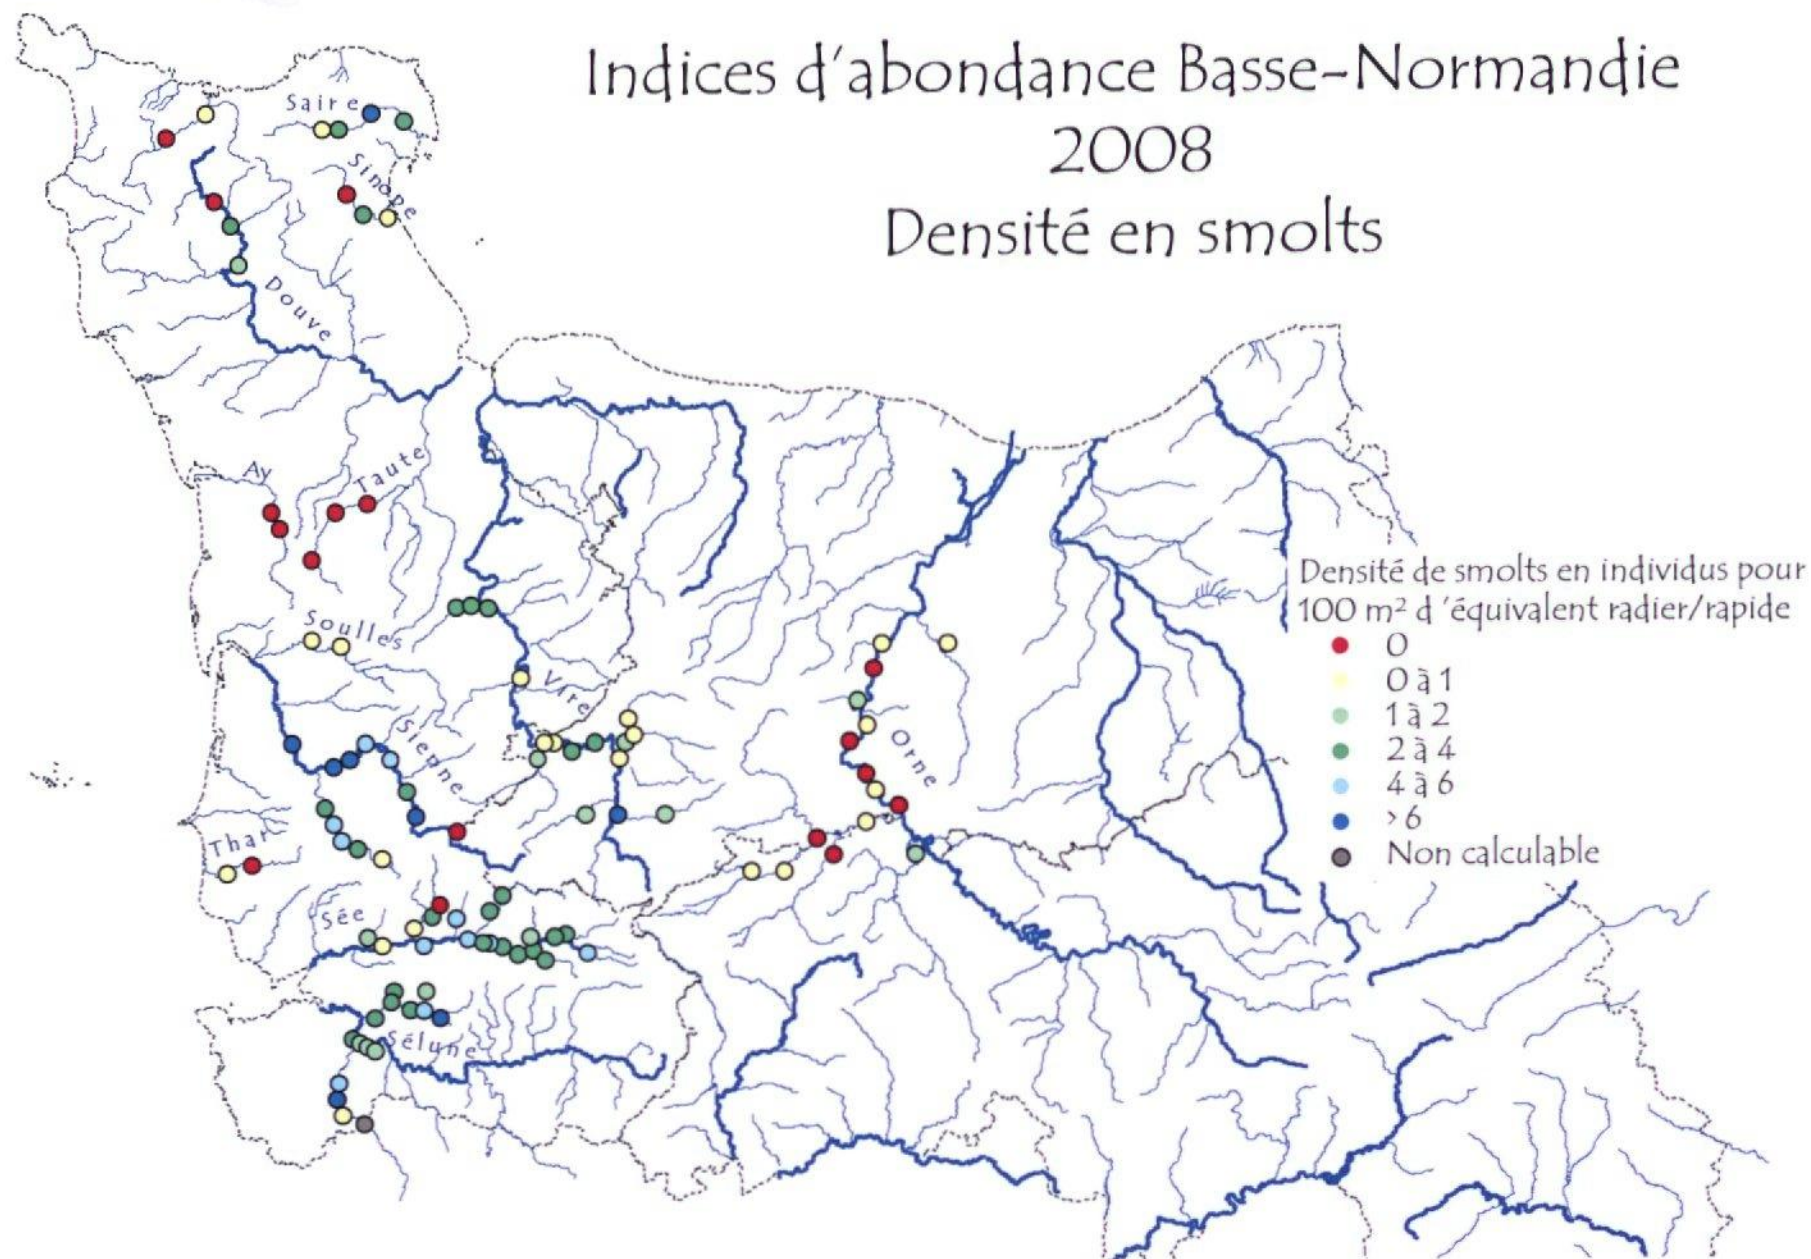 Indices d'abondance Basse-Normandie
2008
Densité en smolts
Saire
Sinope
Douve
Ay
Taute
Soulles
Vire
Sienne
Orne
Thar
Sée
Sélune
Densité de smolts en individus pour
100 m² d'équivalent radier/rapide
0
0 à 1
1 à 2
2 à 4
4 à 6
>6
Non calculable